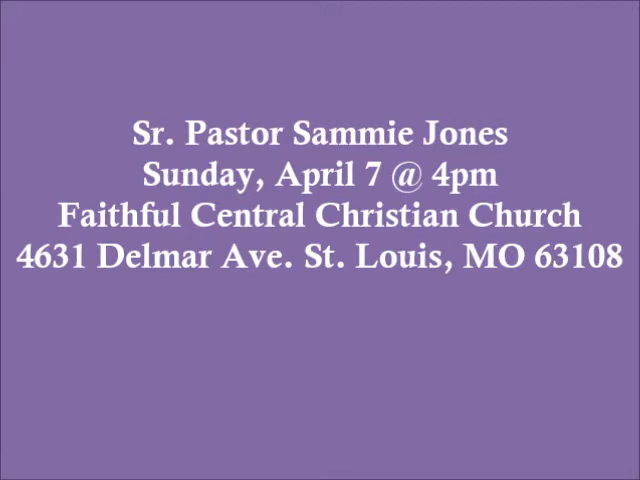 Sr. Pastor Sammie Jones
Sunday, April 7 @ 4pm
Faithful Central Christian Church
4631 Delmar Ave. St. Louis, MO 63108